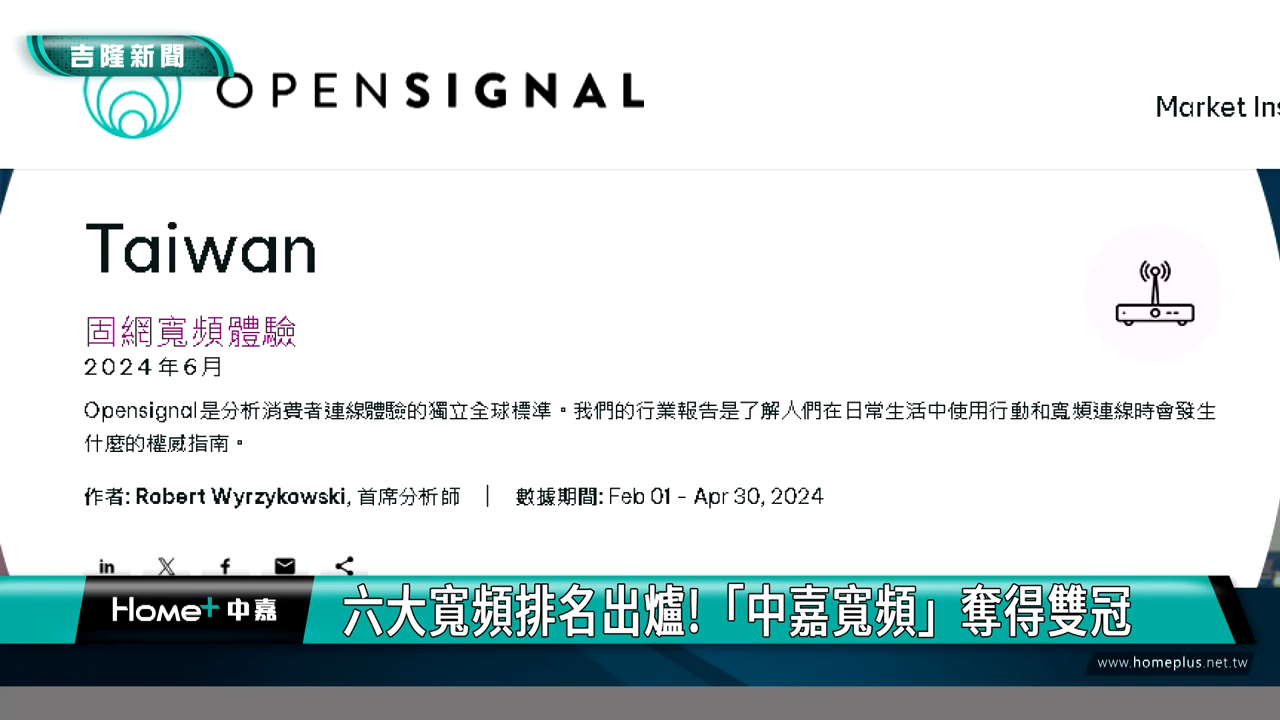 吉隆新聞
OPENSIGNAL
Market Ins
Taiwan
固網寬頻體驗
2024年6月
Opensignal是分析消費者連線體驗的獨立全球標準。我們的行業報告是了解人們在日常生活中使用行動和寬頻連線時會發生
什麼的權威指南。
作者: Robert Wyrzykowski, 首席分析師 | 數據期間: Feb 01 - Apr 30, 2024
Home+中嘉
六大寬頻排名出爐!「中嘉寬頻」奪得雙冠
www.homeplus.net.tw